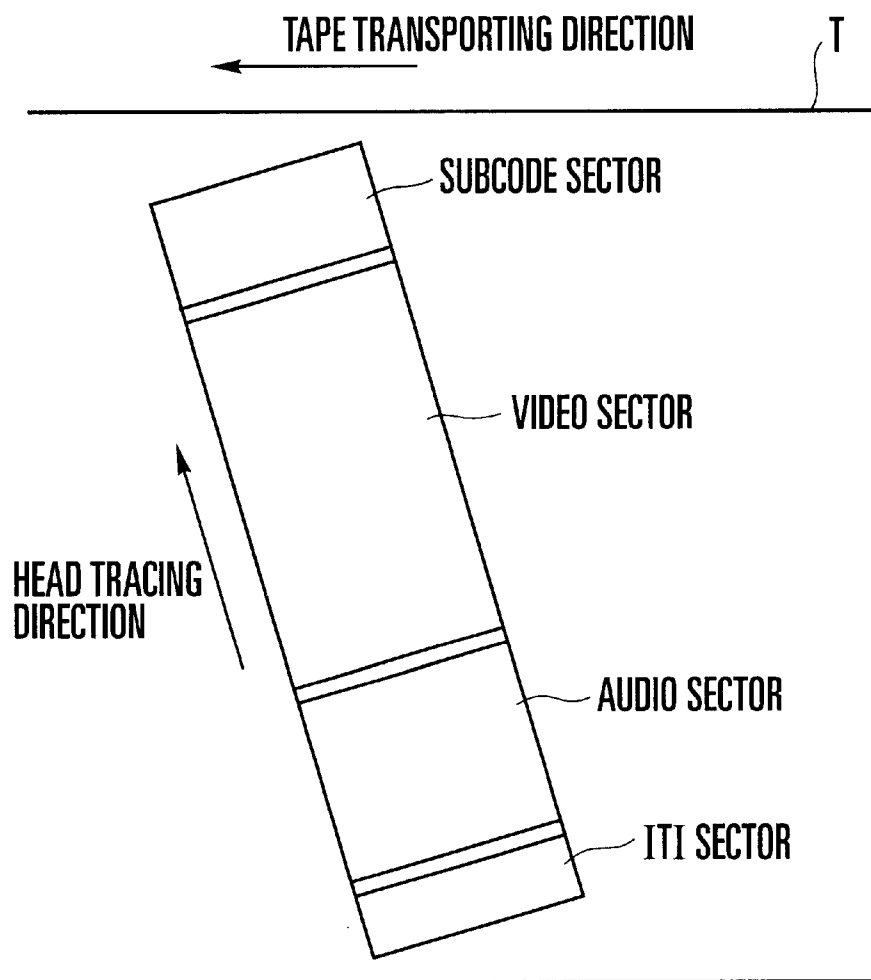 TAPE TRANSPORTING DIRECTION
T
SUBCODE SECTOR
VIDEO SECTOR
HEAD TRACING
DIRECTION
AUDIO SECTOR
ITI SECTOR